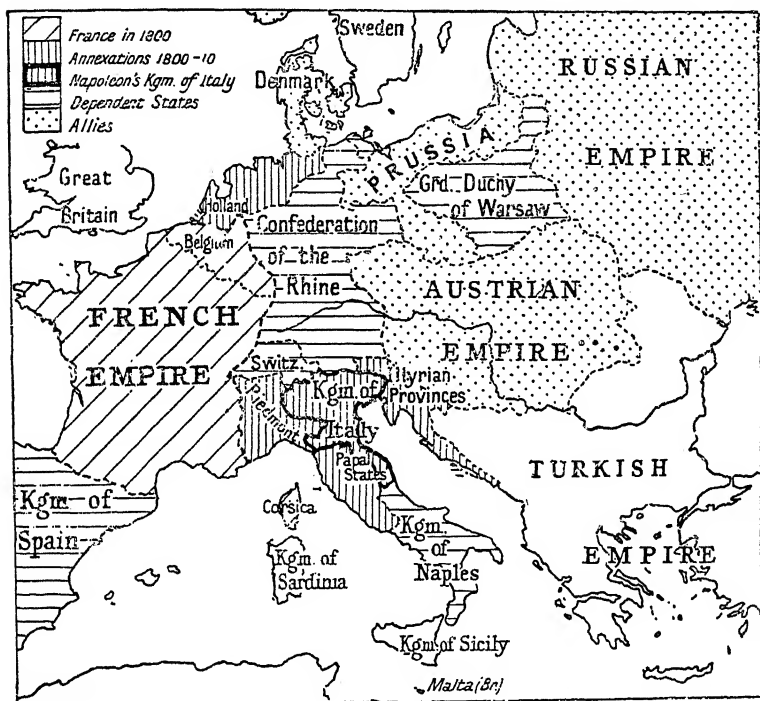 France in 1800
Annexations 1800-10
Napoleon's Kgm. of Italy
Dependent States
Allies
Sweden
Denmark
RUSSIAN
EMPIRE
Great
Britain
PRUSSIA
Grd. Duchy
of Warsaw
Holland
Belgium
Confederation
of the
Rhine
FRENCH
EMPIRE
AUSTRIAN
EMPIRE
Switz.
Piedmont
Kgm. of
Italy
Illyrian
Provinces
Papal
States
TURKISH
EMPIRE
Kgm. of
Spain
Corsica
Kgm. of
Sardinia
Kgm.
of
Naples
Kgm. of Sicily
Malta (Br.)